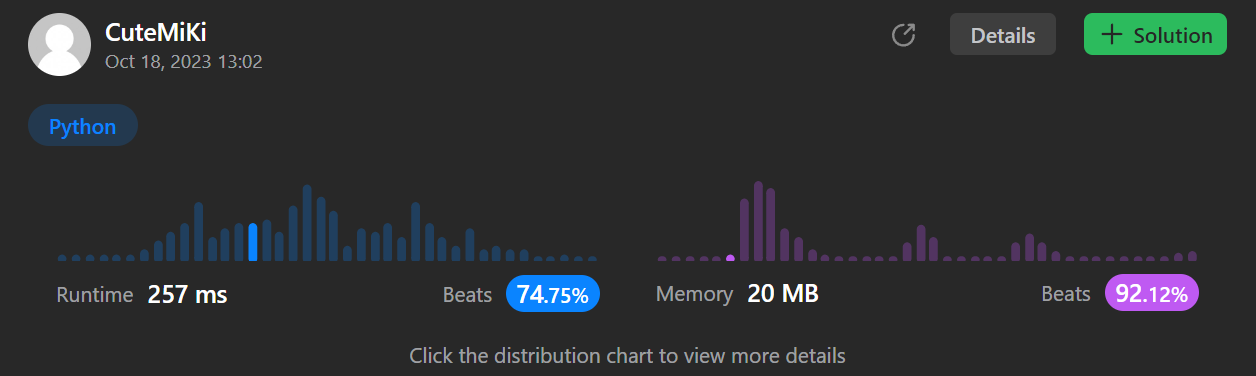 CuteMiKi
Oct 18, 2023 13:02
Details
+ Solution
Python
Runtime 257 ms Beats 74.75%
Memory 20 MB Beats 92.12%
Click the distribution chart to view more details